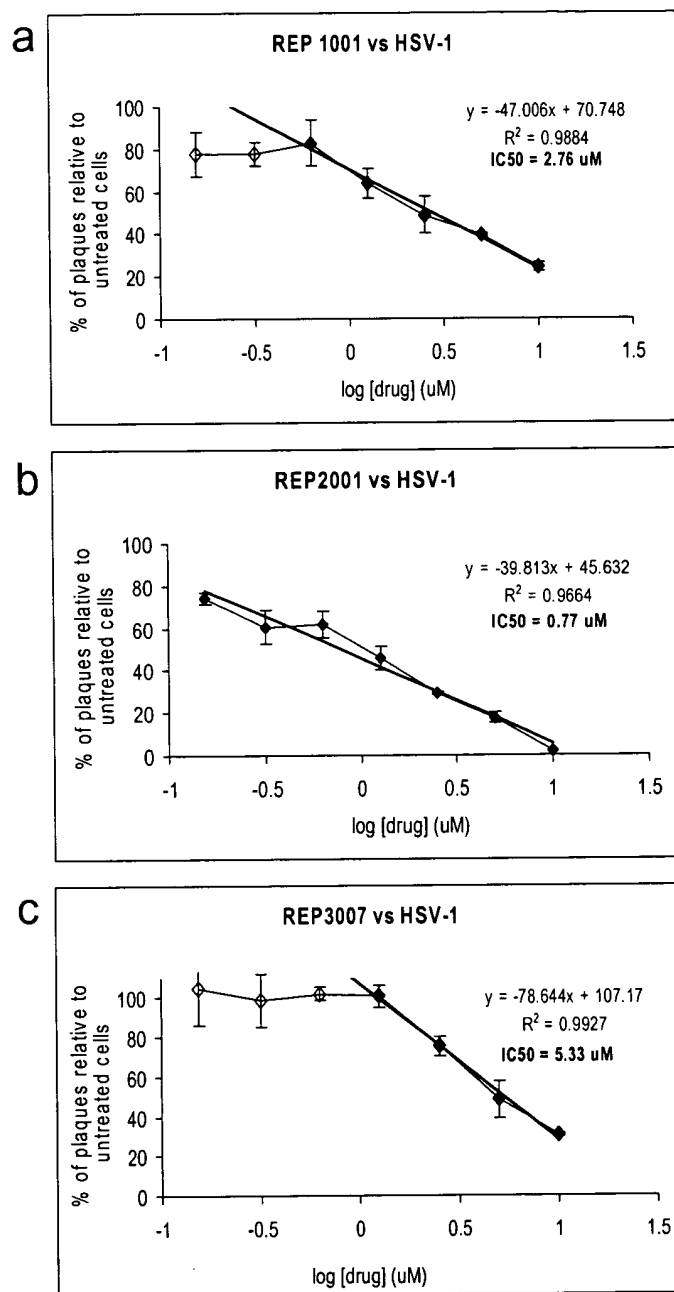 a
REP 1001 vs HSV-1
% of plaques relative to
untreated cells
100
80
60
40
20
0
y = -47.006x + 70.748
R² = 0.9884
IC50 = 2.76 uM
-1
-0.5
0
0.5
1
1.5
log [drug] (uM)
b
REP2001 vs HSV-1
% of plaques relative to
untreated cells
100
80
60
40
20
0
y = -39.813x + 45.632
R² = 0.9664
IC50 = 0.77 uM
-1
-0.5
0
0.5
1
1.5
log [drug] (uM)
c
REP3007 vs HSV-1
% of plaques relative to
untreated cells
100
80
60
40
20
0
y = -78.644x + 107.17
R² = 0.9927
IC50 = 5.33 uM
-1
-0.5
0
0.5
1
1.5
log [drug] (uM)